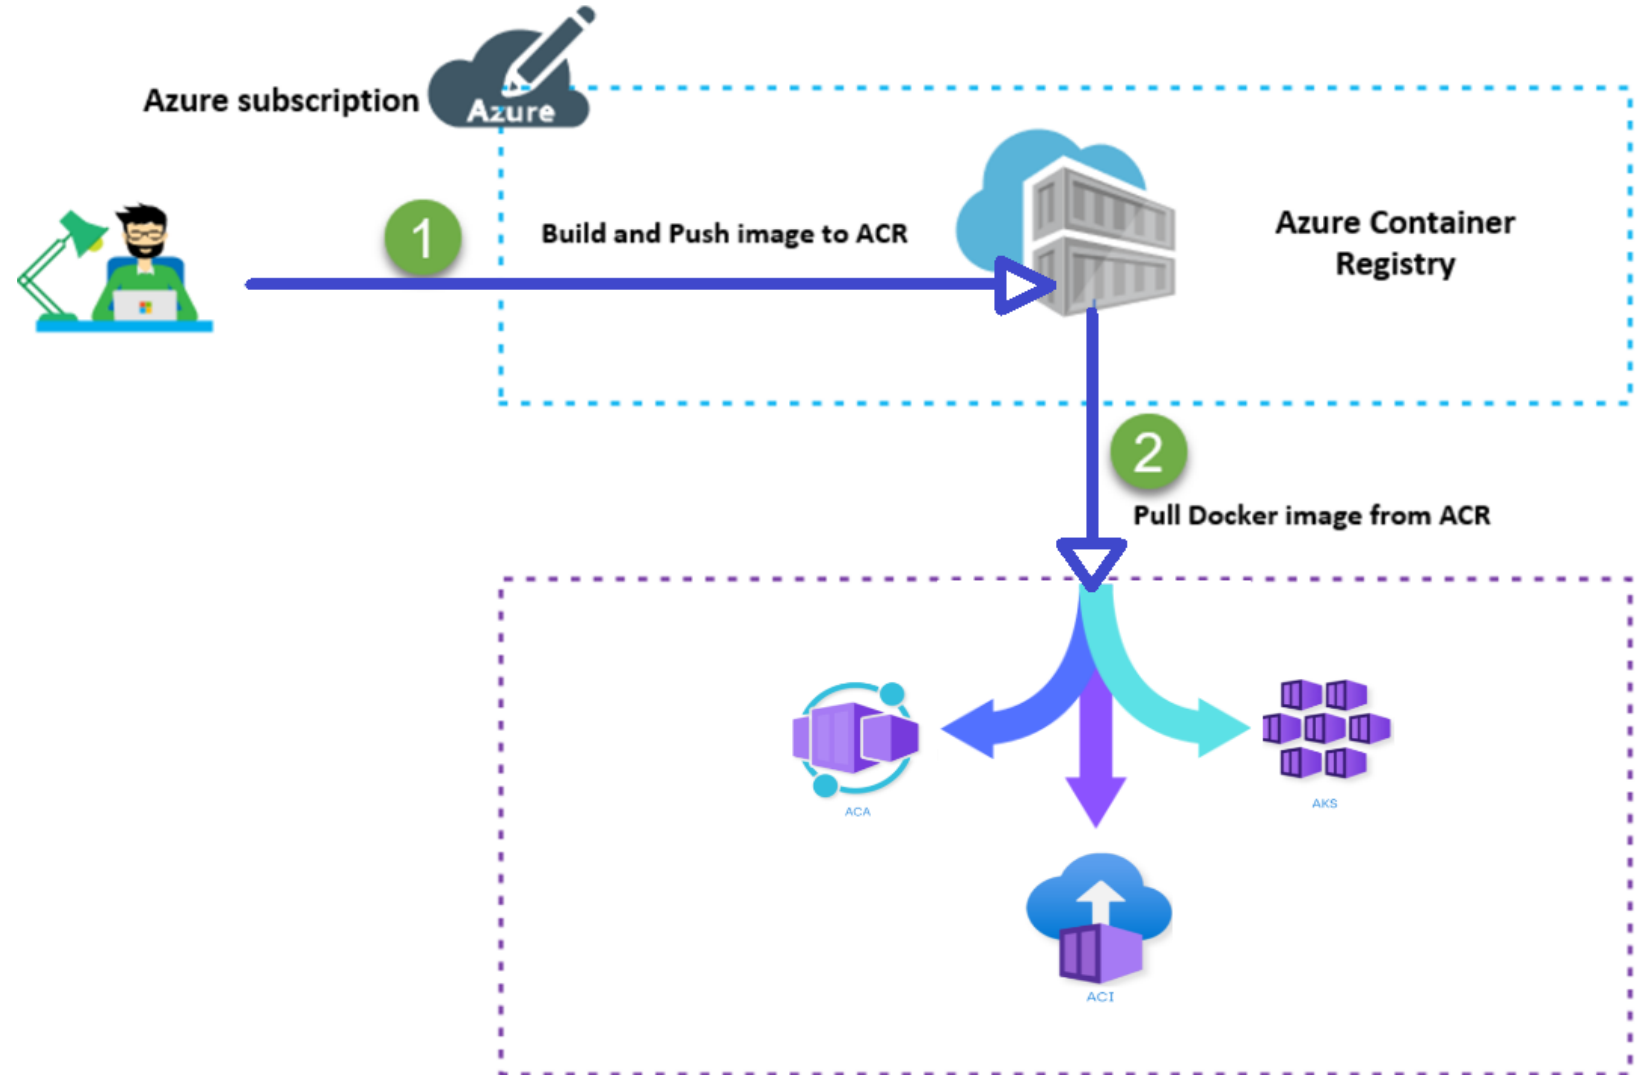 Azure subscription
Azure
1
Build and Push image to ACR
Azure Container
Registry
2
Pull Docker image from ACR
ACA
AKS
ACI